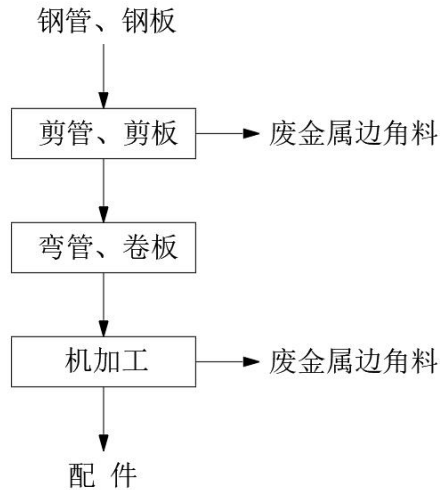 钢管、钢板
剪管、剪板
废金属边角料
弯管、卷板
机加工
废金属边角料
配 件